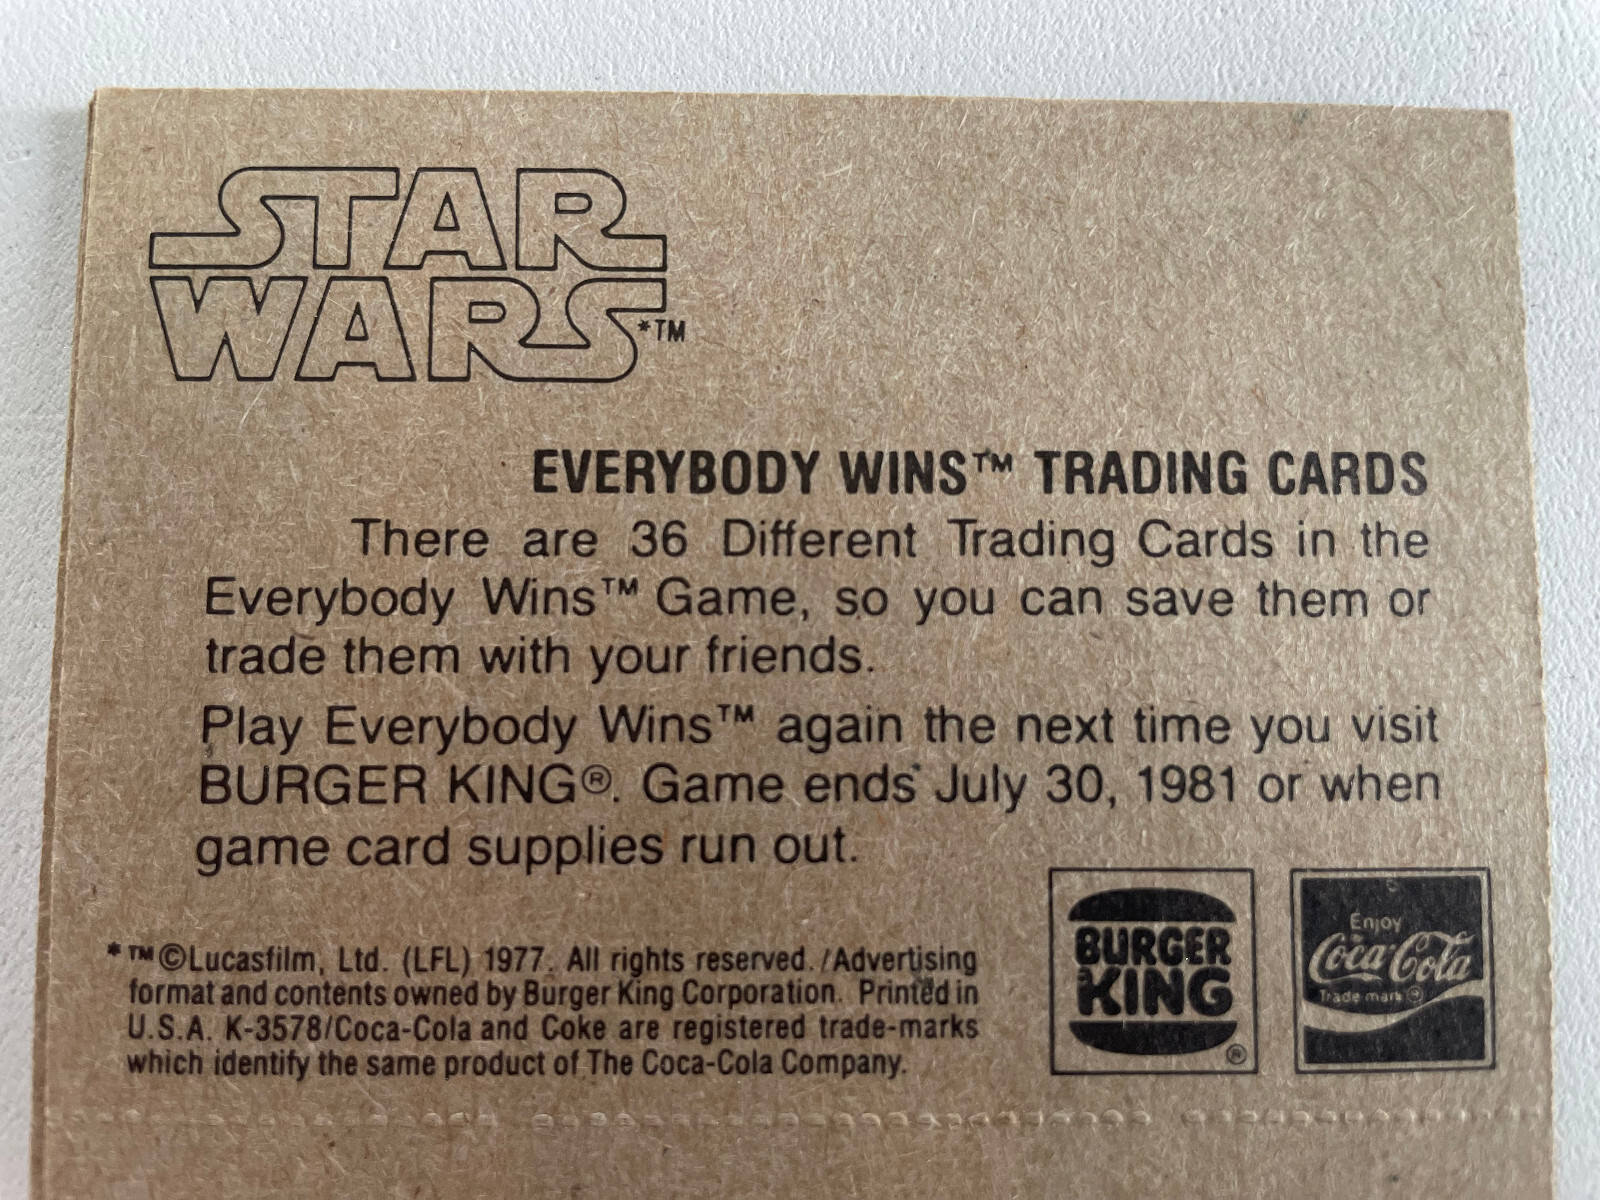 STAR
WARS*™
EVERYBODY WINS™ TRADING CARDS
There are 36 Different Trading Cards in the
Everybody Wins™ Game, so you can save them or
trade them with your friends.
Play Everybody Wins™ again the next time you visit
BURGER KING®. Game ends July 30, 1981 or when
game card supplies run out.
*™©Lucasfilm, Ltd. (LFL) 1977. All rights reserved./Advertising
format and contents owned by Burger King Corporation. Printed in
U.S.A. K-3578/Coca-Cola and Coke are registered trade-marks
which identify the same product of The Coca-Cola Company.
BURGER
KING
®
Enjoy
Coca-Cola
Trade mark ®